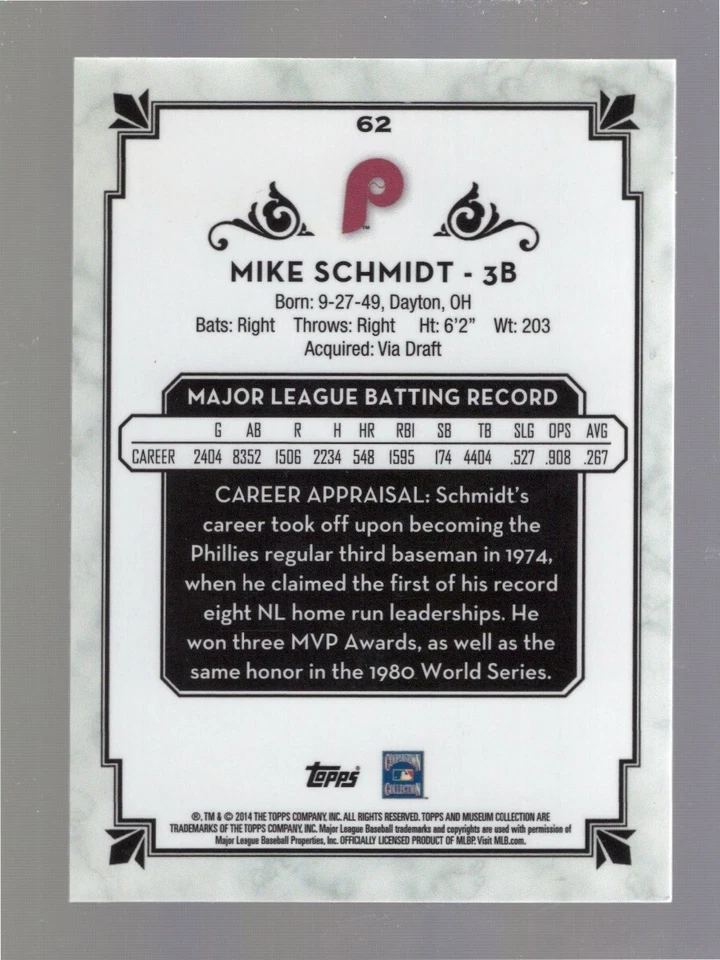 62
P
TM
MIKE SCHMIDT - 3B
Born: 9-27-49, Dayton, OH
Bats: Right Throws: Right Ht: 6'2" Wt: 203
Acquired: Via Draft
MAJOR LEAGUE BATTING RECORD
G AB R H HR RBI SB TB SLG OPS AVG
CAREER 2404 8352 1506 2234 548 1595 174 4404 .527 .908 .267
CAREER APPRAISAL: Schmidt's
career took off upon becoming the
Phillies regular third baseman in 1974,
when he claimed the first of his record
eight NL home run leaderships. He
won three MVP Awards, as well as the
same honor in the 1980 World Series.
Topps®
COOPERSTOWN
COLLECTION
®, TM & © 2014 THE TOPPS COMPANY, INC. ALL RIGHTS RESERVED. TOPPS AND MUSEUM COLLECTION ARE
TRADEMARKS OF THE TOPPS COMPANY, INC. Major League Baseball trademarks and copyrights are used with permission of
Major League Baseball Properties, Inc. OFFICIALLY LICENSED PRODUCT OF MLBP. Visit MLB.com.